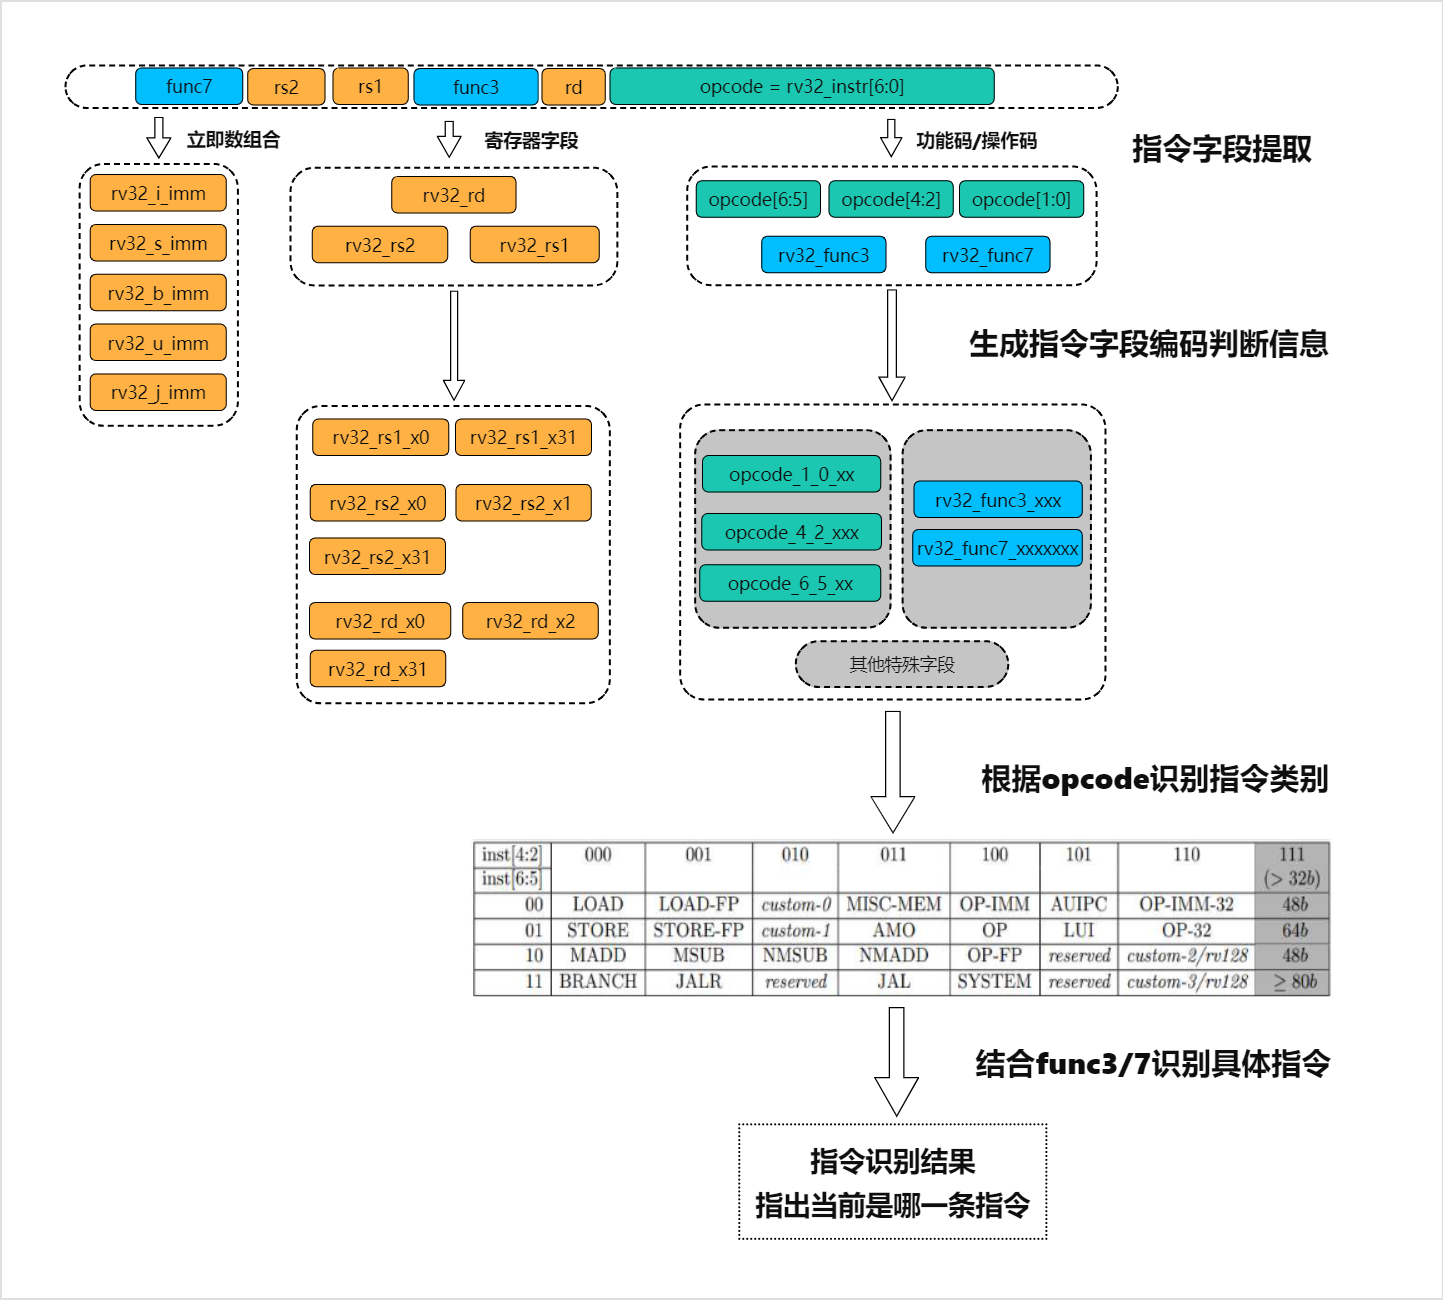 func7 rs2 rs1 func3 rd opcode = rv32_instr[6:0]
立即数组合 寄存器字段 功能码/操作码
指令字段提取
rv32_i_imm
rv32_s_imm
rv32_b_imm
rv32_u_imm
rv32_j_imm
rv32_rd
rv32_rs2 rv32_rs1
opcode[6:5] opcode[4:2] opcode[1:0]
rv32_func3 rv32_func7
生成指令字段编码判断信息
rv32_rs1_x0 rv32_rs1_x31
rv32_rs2_x0 rv32_rs2_x1
rv32_rs2_x31
rv32_rd_x0 rv32_rd_x2
rv32_rd_x31
opcode_1_0_xx
opcode_4_2_xxx
opcode_6_5_xx
rv32_func3_xxx
rv32_func7_xxxxxxx
其他特殊字段
根据opcode识别指令类别
inst[4:2] 000 001 010 011 100 101 110 111
inst[6:5] (> 32b)
00 LOAD LOAD-FP custom-0 MISC-MEM OP-IMM AUIPC OP-IMM-32 48b
01 STORE STORE-FP custom-1 AMO OP LUI OP-32 64b
10 MADD MSUB NMSUB NMADD OP-FP reserved custom-2/rv128 48b
11 BRANCH JALR reserved JAL SYSTEM reserved custom-3/rv128 ≥ 80b
结合func3/7识别具体指令
指令识别结果
指出当前是哪一条指令